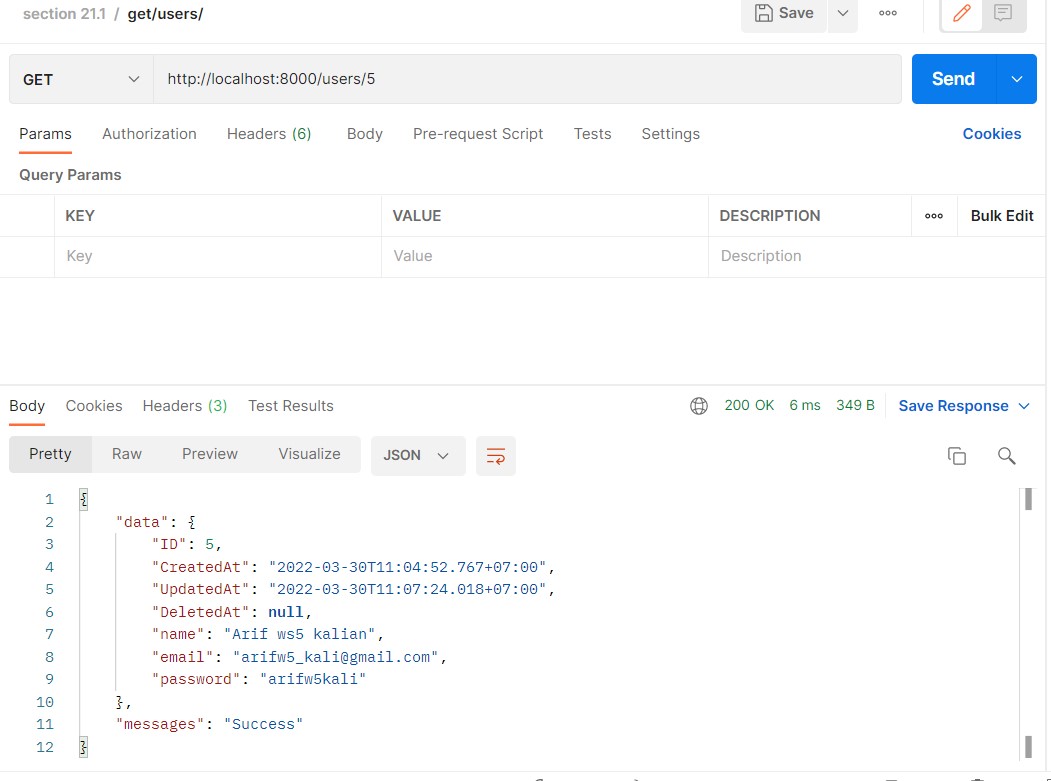 section 21.1 / get/users/
Save
GET
http://localhost:8000/users/5
Send
Params Authorization Headers (6) Body Pre-request Script Tests Settings Cookies
Query Params
KEY VALUE DESCRIPTION Bulk Edit
Key Value Description
Body Cookies Headers (3) Test Results 200 OK 6 ms 349 B Save Response
Pretty Raw Preview Visualize JSON
1 {
2 "data": {
3 "ID": 5,
4 "CreatedAt": "2022-03-30T11:04:52.767+07:00",
5 "UpdatedAt": "2022-03-30T11:07:24.018+07:00",
6 "DeletedAt": null,
7 "name": "Arif ws5 kalian",
8 "email": "arifw5_kali@gmail.com",
9 "password": "arifw5kali"
10 },
11 "messages": "Success"
12 }